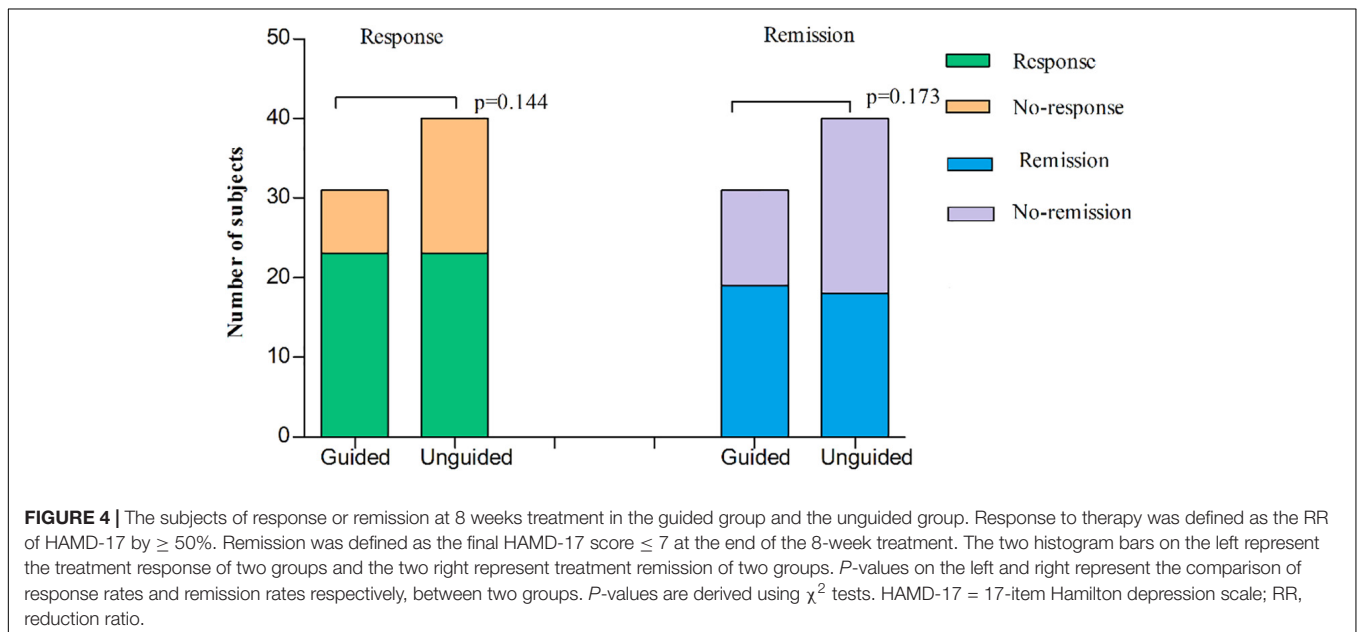 Response
Remission
50
40
30
20
10
0
Number of subjects
p=0.144
p=0.173
Guided
Unguided
Guided
Unguided
Response
No-response
Remission
No-remission
FIGURE 4 | The subjects of response or remission at 8 weeks treatment in the guided group and the unguided group. Response to therapy was defined as the RR
of HAMD-17 by ≥ 50%. Remission was defined as the final HAMD-17 score ≤ 7 at the end of the 8-week treatment. The two histogram bars on the left represent
the treatment response of two groups and the two right represent treatment remission of two groups. P-values on the left and right represent the comparison of
response rates and remission rates respectively, between two groups. P-values are derived using χ² tests. HAMD-17 = 17-item Hamilton depression scale; RR,
reduction ratio.